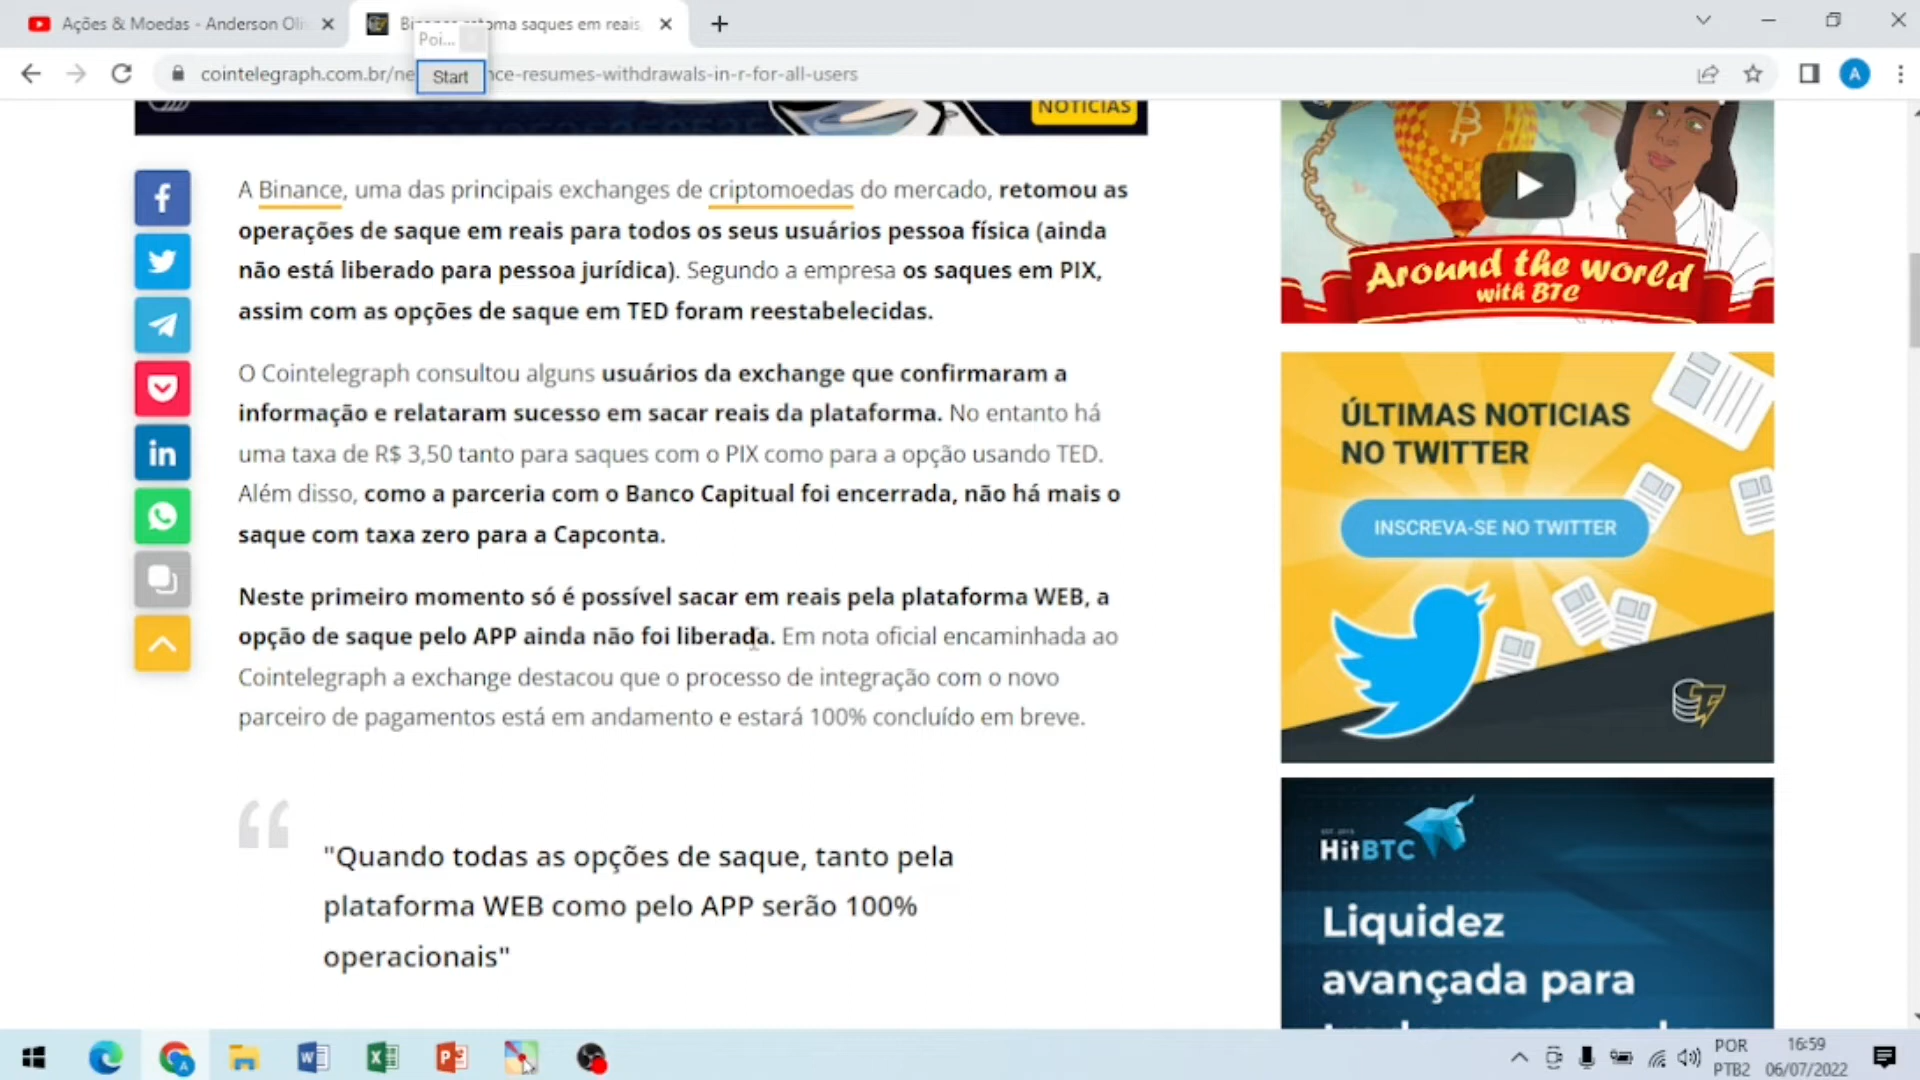 Ações & Moedas - Anderson Oli
Bi
oma saques em reais
Poi...
Start
cointelegraph.com.br/ne
nce-resumes-withdrawals-in-r-for-all-users
A
NOTÍCIAS
A Binance, uma das principais exchanges de criptomoedas do mercado, retomou as
operações de saque em reais para todos os seus usuários pessoa física (ainda
não está liberado para pessoa jurídica). Segundo a empresa os saques em PIX,
assim com as opções de saque em TED foram reestabelecidas.
O Cointelegraph consultou alguns usuários da exchange que confirmaram a
informação e relataram sucesso em sacar reais da plataforma. No entanto há
uma taxa de R$ 3,50 tanto para saques com o PIX como para a opção usando TED.
Além disso, como a parceria com o Banco Capitual foi encerrada, não há mais o
saque com taxa zero para a Capconta.
Neste primeiro momento só é possível sacar em reais pela plataforma WEB, a
opção de saque pelo APP ainda não foi liberada. Em nota oficial encaminhada ao
Cointelegraph a exchange destacou que o processo de integração com o novo
parceiro de pagamentos está em andamento e estará 100% concluído em breve.
"Quando todas as opções de saque, tanto pela
plataforma WEB como pelo APP serão 100%
operacionais"
Around the world
with BTC
ÚLTIMAS NOTICIAS
NO TWITTER
INSCREVA-SE NO TWITTER
HitBTC
Liquidez
avançada para
POR
PTB2
16:59
06/07/2022